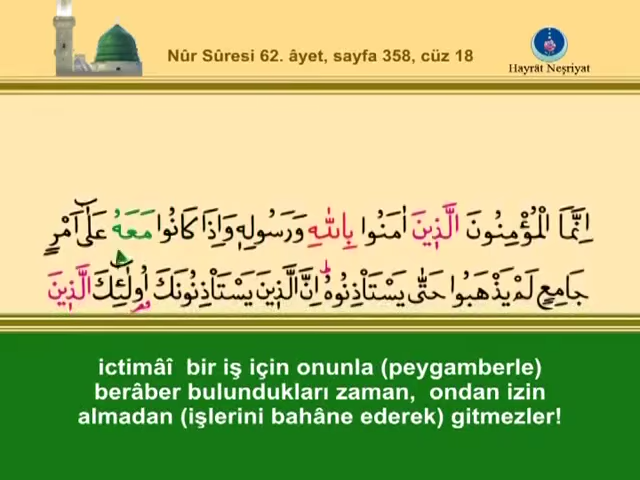 Nûr Sûresi 62. âyet, sayfa 358, cüz 18
Hayrât Neşriyat
اِنَّمَا الْمُؤْمِنُونَ الَّذ۪ينَ اٰمَنُوا بِاللّٰهِ وَرَسُولِه۪ وَاِذَا كَانُوا مَعَهُ عَلٰٓى اَمْرٍ
جَامِعٍ لَمْ يَذْهَبُوا حَتّٰى يَسْتَأْذِنُوهُۜ اِنَّ الَّذ۪ينَ يَسْتَأْذِنُونَكَ اُو۬لٰٓئِكَ الَّذ۪ينَ
ictimâî bir iş için onunla (peygamberle)
berâber bulundukları zaman, ondan izin
almadan (işlerini bahâne ederek) gitmezler!